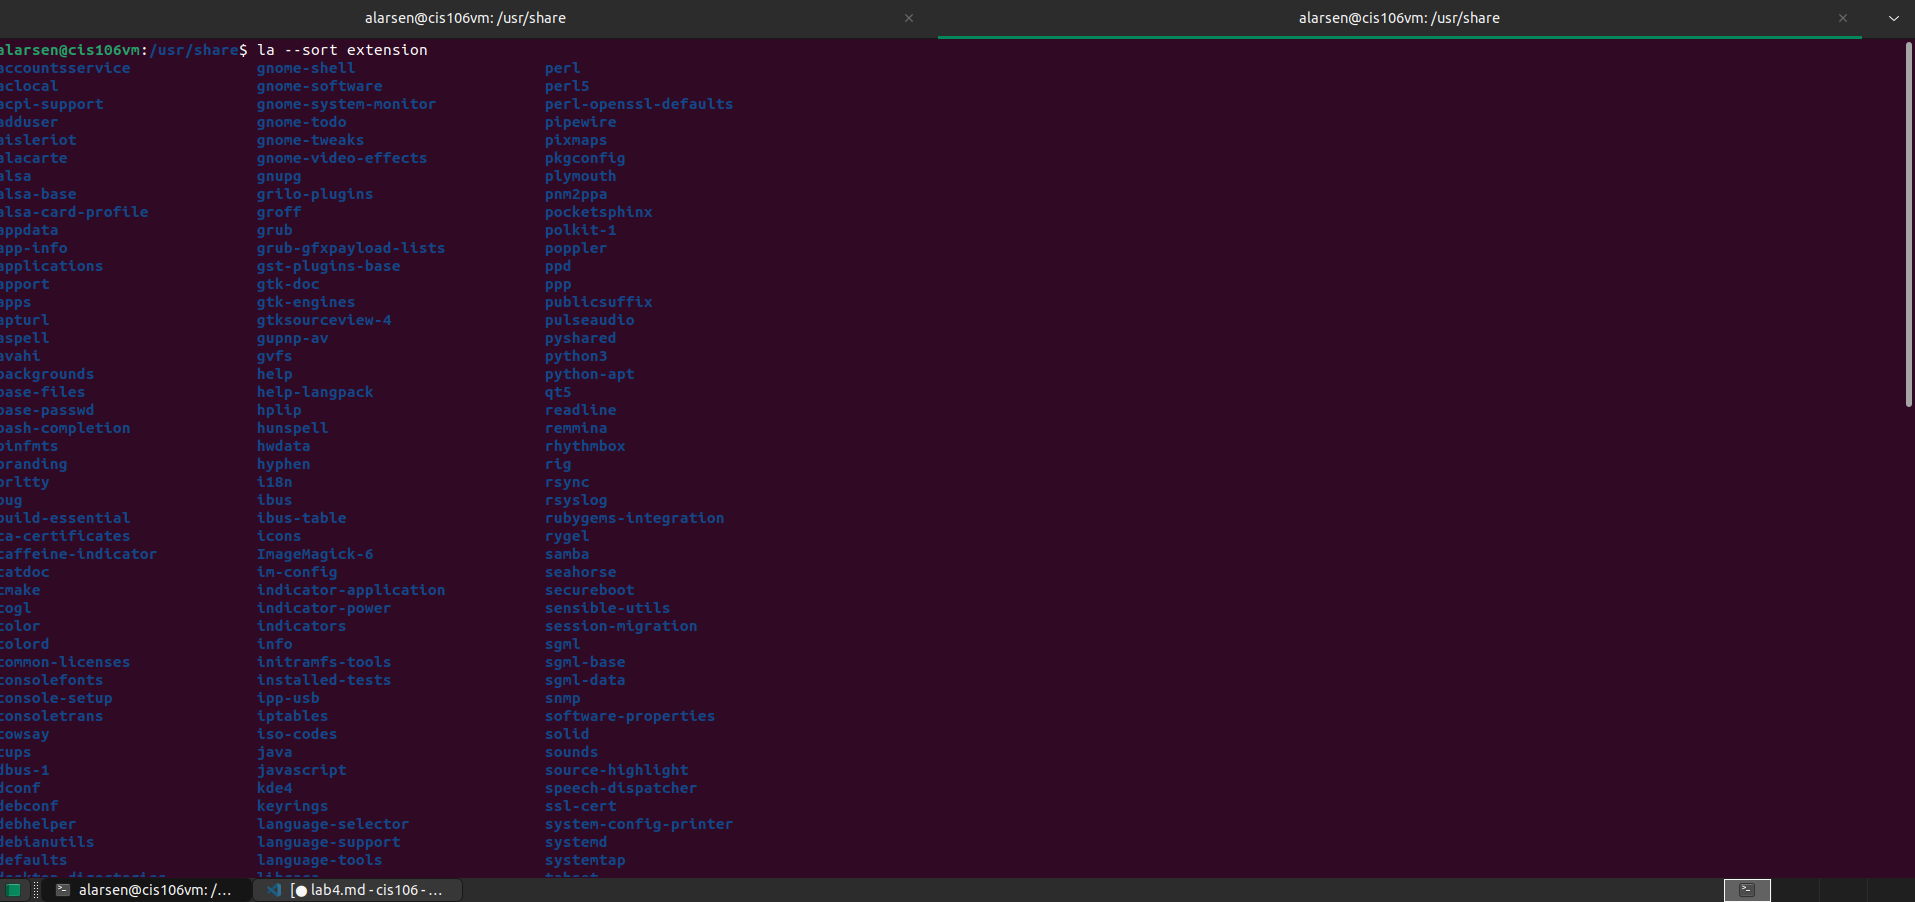 alarsen@cis106vm: /usr/share × alarsen@cis106vm: /usr/share ×
alarsen@cis106vm:/usr/share$ la --sort extension
accountsservice gnome-shell perl
aclocal gnome-software perl5
acpi-support gnome-system-monitor perl-openssl-defaults
adduser gnome-todo pipewire
aisleriot gnome-tweaks pixmaps
alacarte gnome-video-effects pkgconfig
alsa gnupg plymouth
alsa-base grilo-plugins pnm2ppa
alsa-card-profile groff pocketsphinx
appdata grub polkit-1
app-info grub-gfxpayload-lists poppler
applications gst-plugins-base ppd
apport gtk-doc ppp
apps gtk-engines publicsuffix
apturl gtksourceview-4 pulseaudio
aspell gupnp-av pyshared
avahi gvfs python3
backgrounds help python-apt
base-files help-langpack qt5
base-passwd hplip readline
bash-completion hunspell remmina
binfmts hwdata rhythmbox
branding hyphen rig
brltty i18n rsync
bug ibus rsyslog
build-essential ibus-table rubygems-integration
ca-certificates icons rygel
caffeine-indicator ImageMagick-6 samba
catdoc im-config seahorse
cmake indicator-application secureboot
cogl indicator-power sensible-utils
color indicators session-migration
colord info sgml
common-licenses initramfs-tools sgml-base
consolefonts installed-tests sgml-data
console-setup ipp-usb snmp
consoletrans iptables software-properties
cowsay iso-codes solid
cups java sounds
dbus-1 javascript source-highlight
dconf kde4 speech-dispatcher
debconf keyrings ssl-cert
debhelper language-selector system-config-printer
debianutils language-support systemd
defaults language-tools systemtap
desktop-directories
alarsen@cis106vm: /... [● lab4.md - cis106 - ...